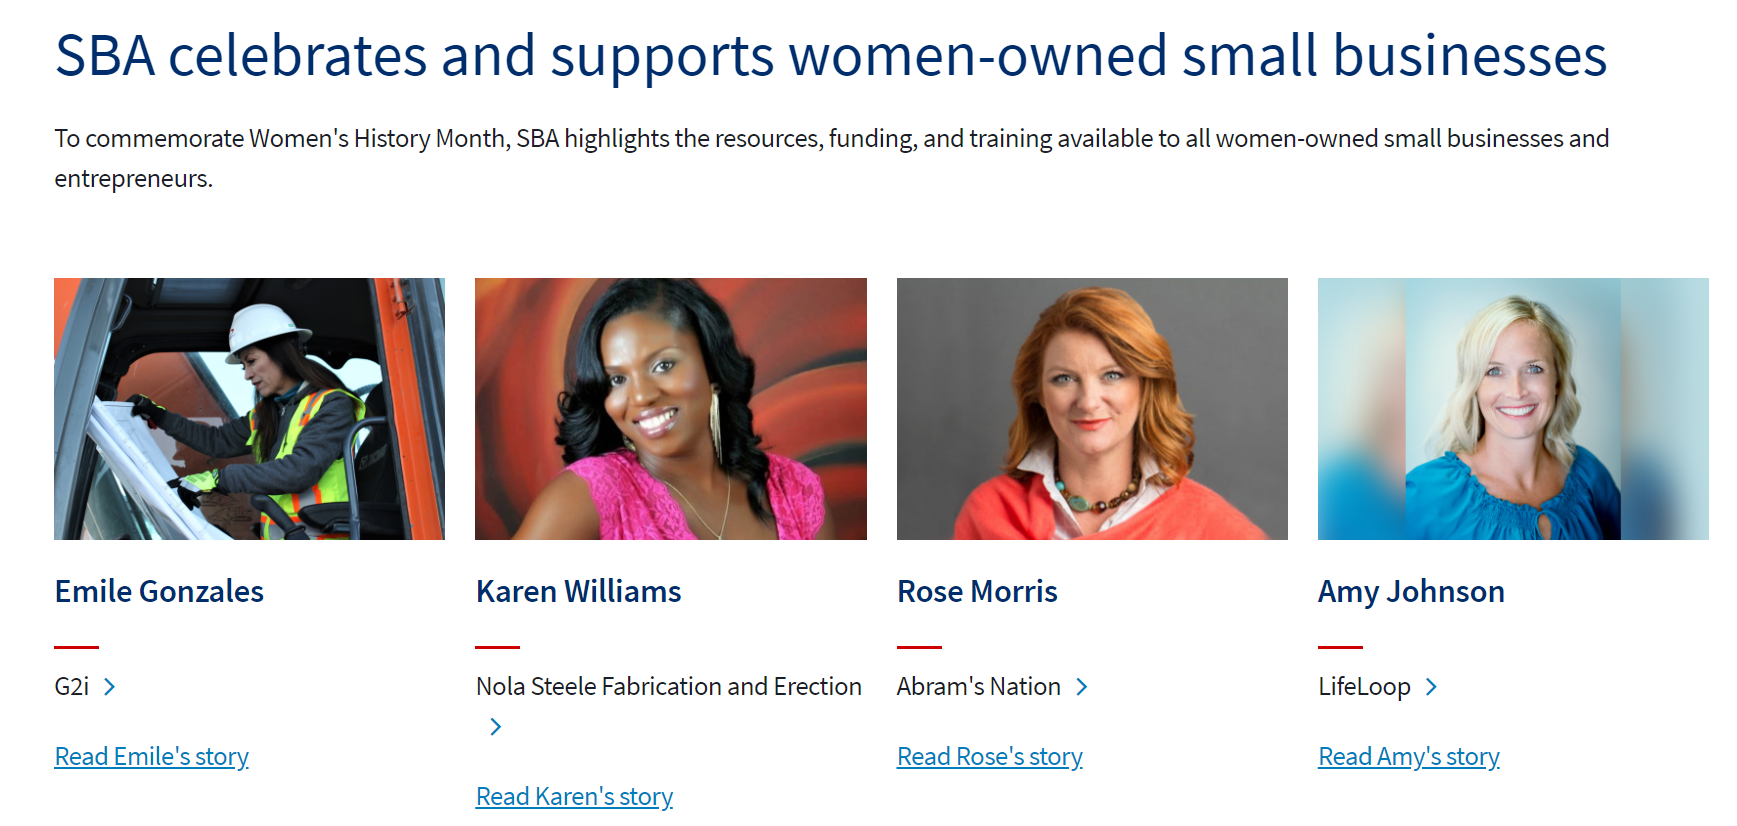 SBA celebrates and supports women-owned small businesses
To commemorate Women's History Month, SBA highlights the resources, funding, and training available to all women-owned small businesses and
entrepreneurs.
Emile Gonzales
G2i
Read Emile's story
Karen Williams
Nola Steele Fabrication and Erection
Read Karen's story
Rose Morris
Abram's Nation
Read Rose's story
Amy Johnson
LifeLoop
Read Amy's story